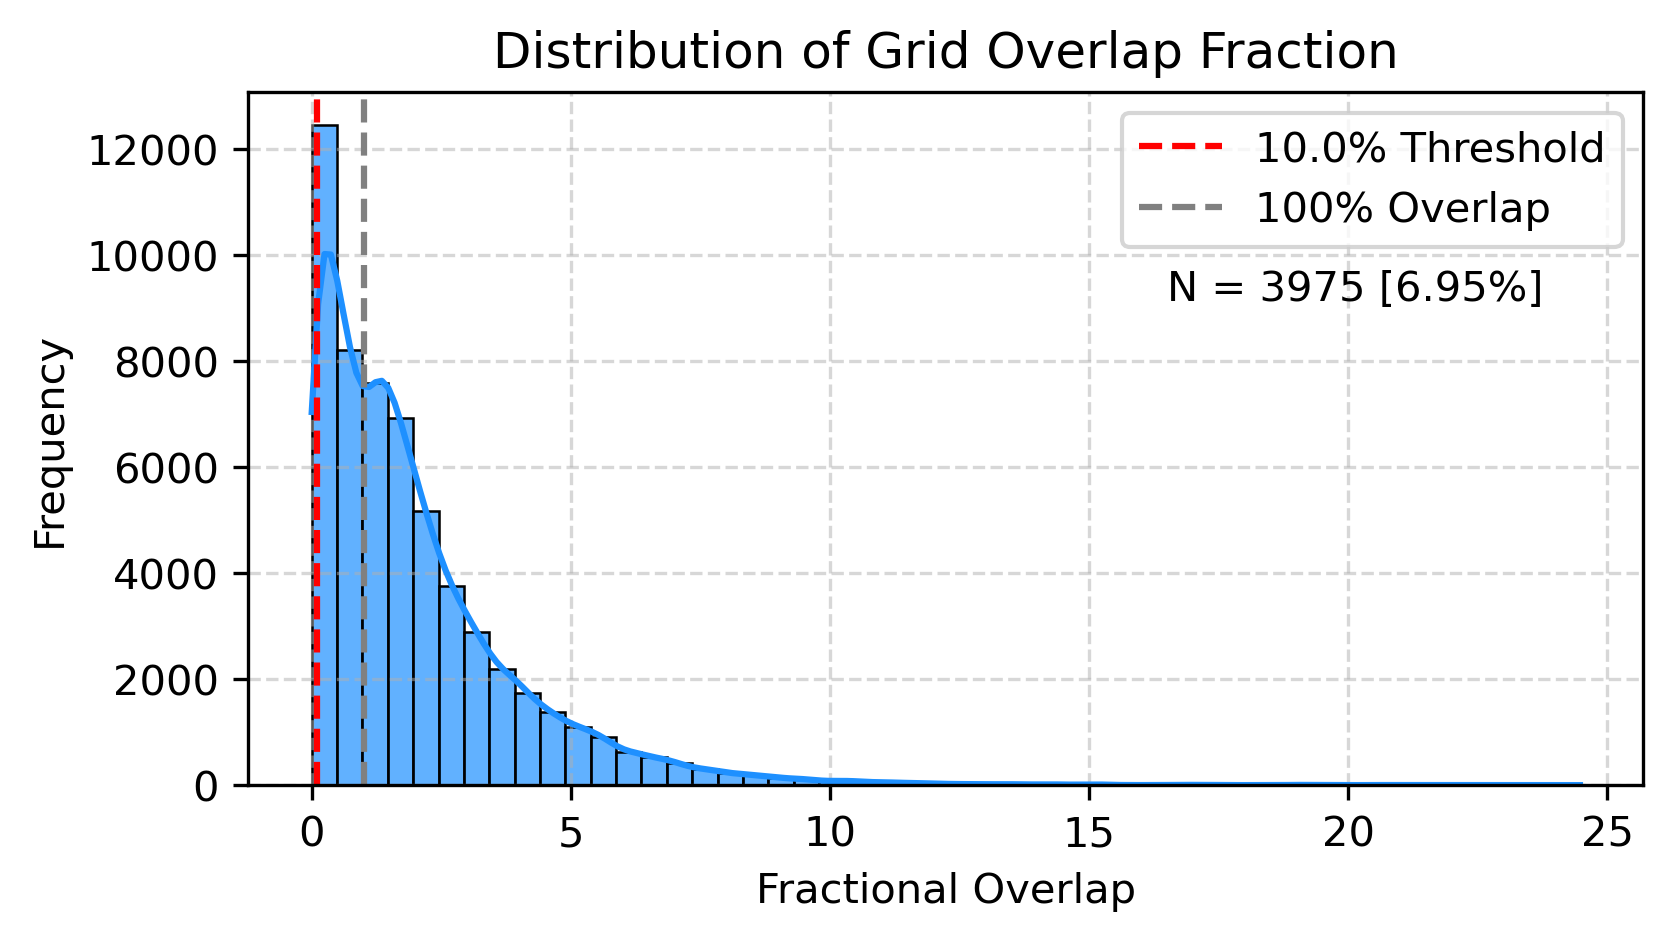 Distribution of Grid Overlap Fraction
10.0% Threshold
100% Overlap
N = 3975 [6.95%]
Frequency
12000
10000
8000
6000
4000
2000
0
0 5 10 15 20 25
Fractional Overlap